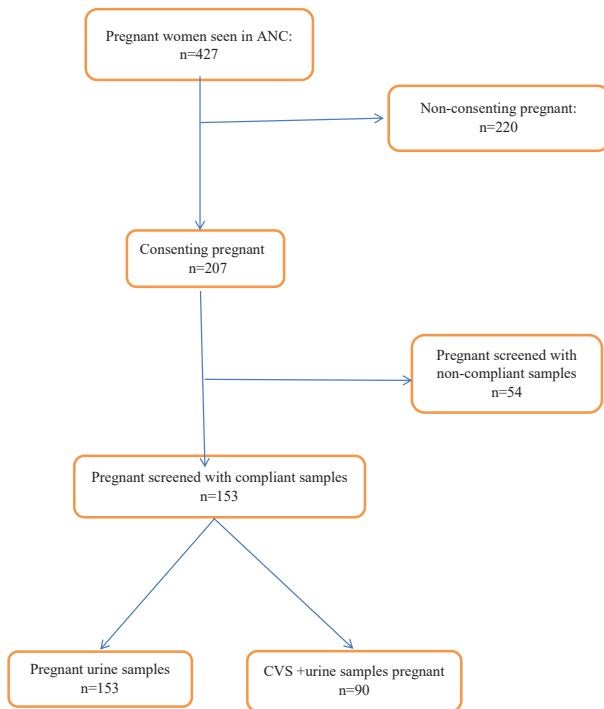 Pregnant women seen in ANC:
n=427
Non-consenting pregnant:
n=220
Consenting pregnant
n=207
Pregnant screened with
non-compliant samples
n=54
Pregnant screened with compliant samples
n=153
Pregnant urine samples
n=153
CVS +urine samples pregnant
n=90